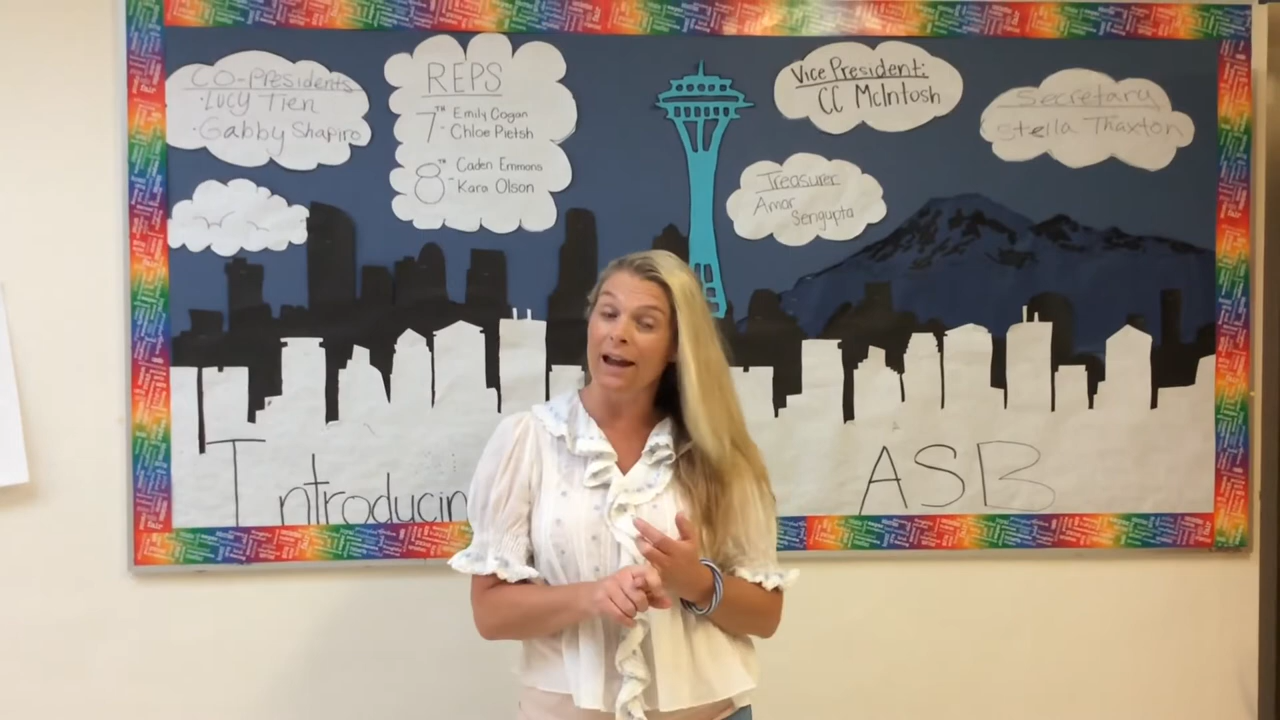 Co-Presidents
·Lucy Tien
·Gabby Shapiro
REPS
7TH Emily Cogan
- Chloe Pietsh
8TH Caden Emmons
- Kara Olson
Vice President:
CC McIntosh
Secretary
Stella Thaxton
Treasurer
Amar
Sengupta
Introducin
ASB